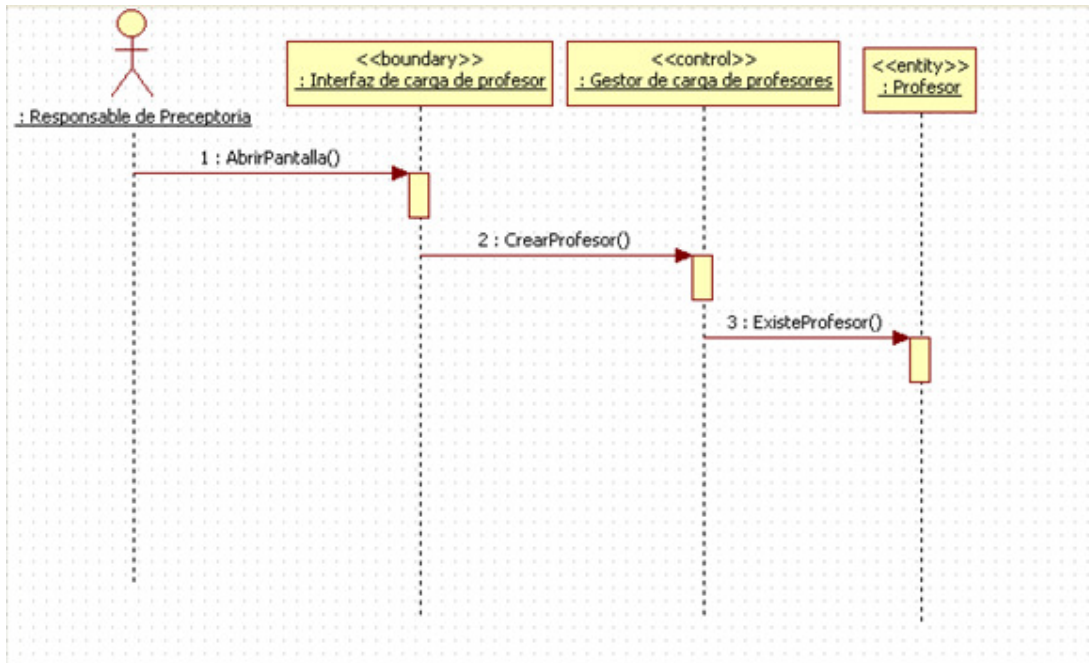 <<boundary>>
: Interfaz de carga de profesor
<<control>>
: Gestor de carga de profesores
<<entity>>
: Profesor
: Responsable de Preceptoria
1 : AbrirPantalla()
2 : CrearProfesor()
3 : ExisteProfesor()